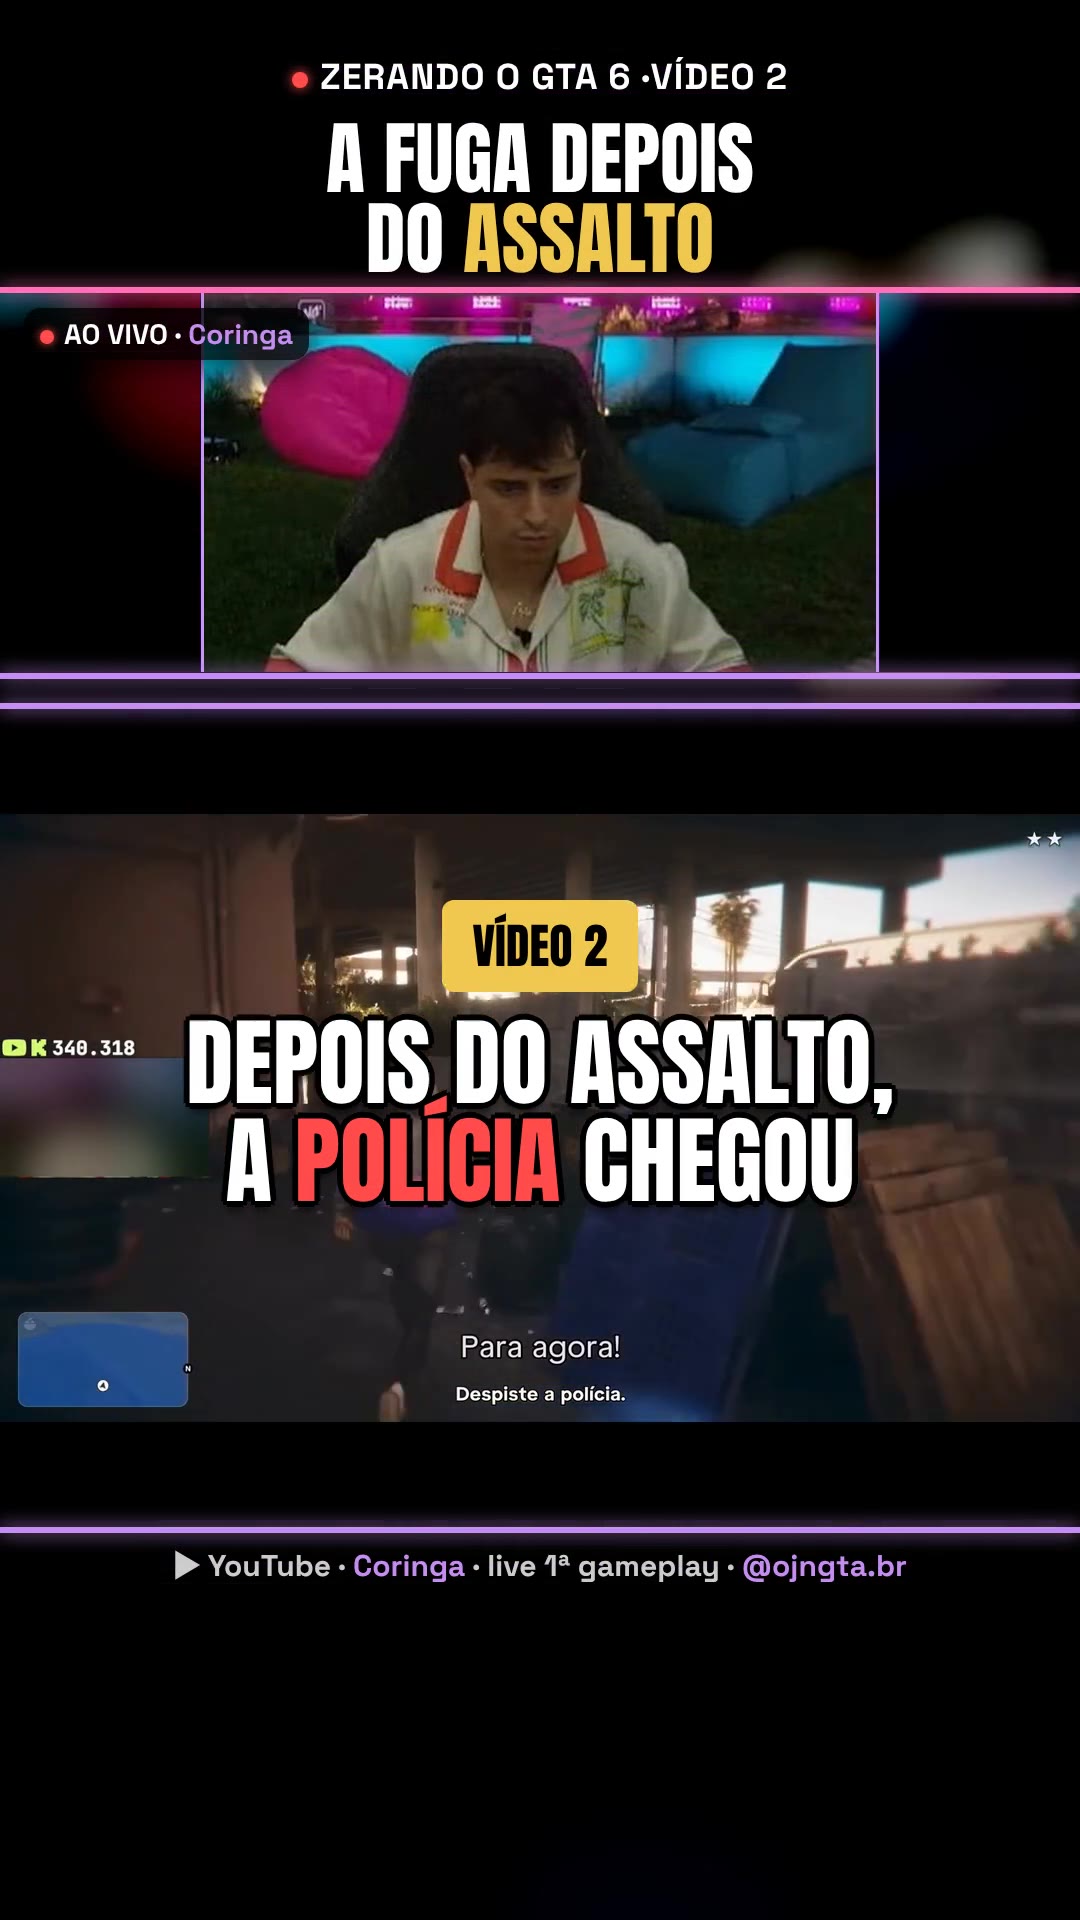 ZERANDO O GTA 6 ·VÍDEO 2
A FUGA DEPOIS
DO ASSALTO
AO VIVO · Coringa
VÍDEO 2
340.318
DEPOIS DO ASSALTO,
A POLÍCIA CHEGOU
N
Para agora!
Despiste a polícia.
▶ YouTube · Coringa · live 1ª gameplay · @ojngta.br